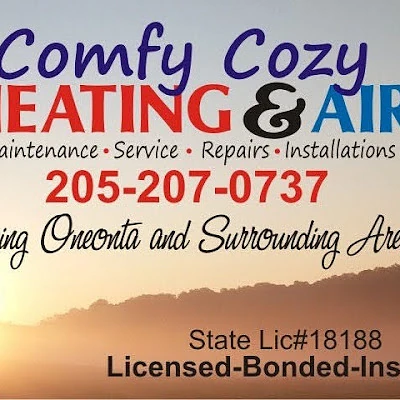 Comfy Cozy
HEATING & AIR
aintenance • Service • Repairs • Installations
205-207-0737
ing Oneonta and Surrounding Are
State Lic#18188
Licensed-Bonded-Ins